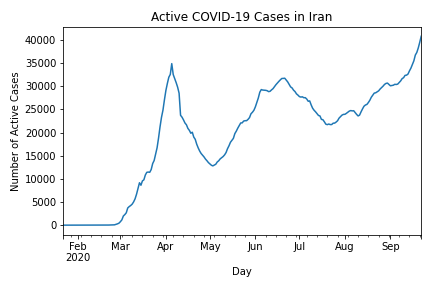 Active COVID-19 Cases in Iran
Number of Active Cases
40000
35000
30000
25000
20000
15000
10000
5000
0
Feb Mar Apr May Jun Jul Aug Sep
2020
Day